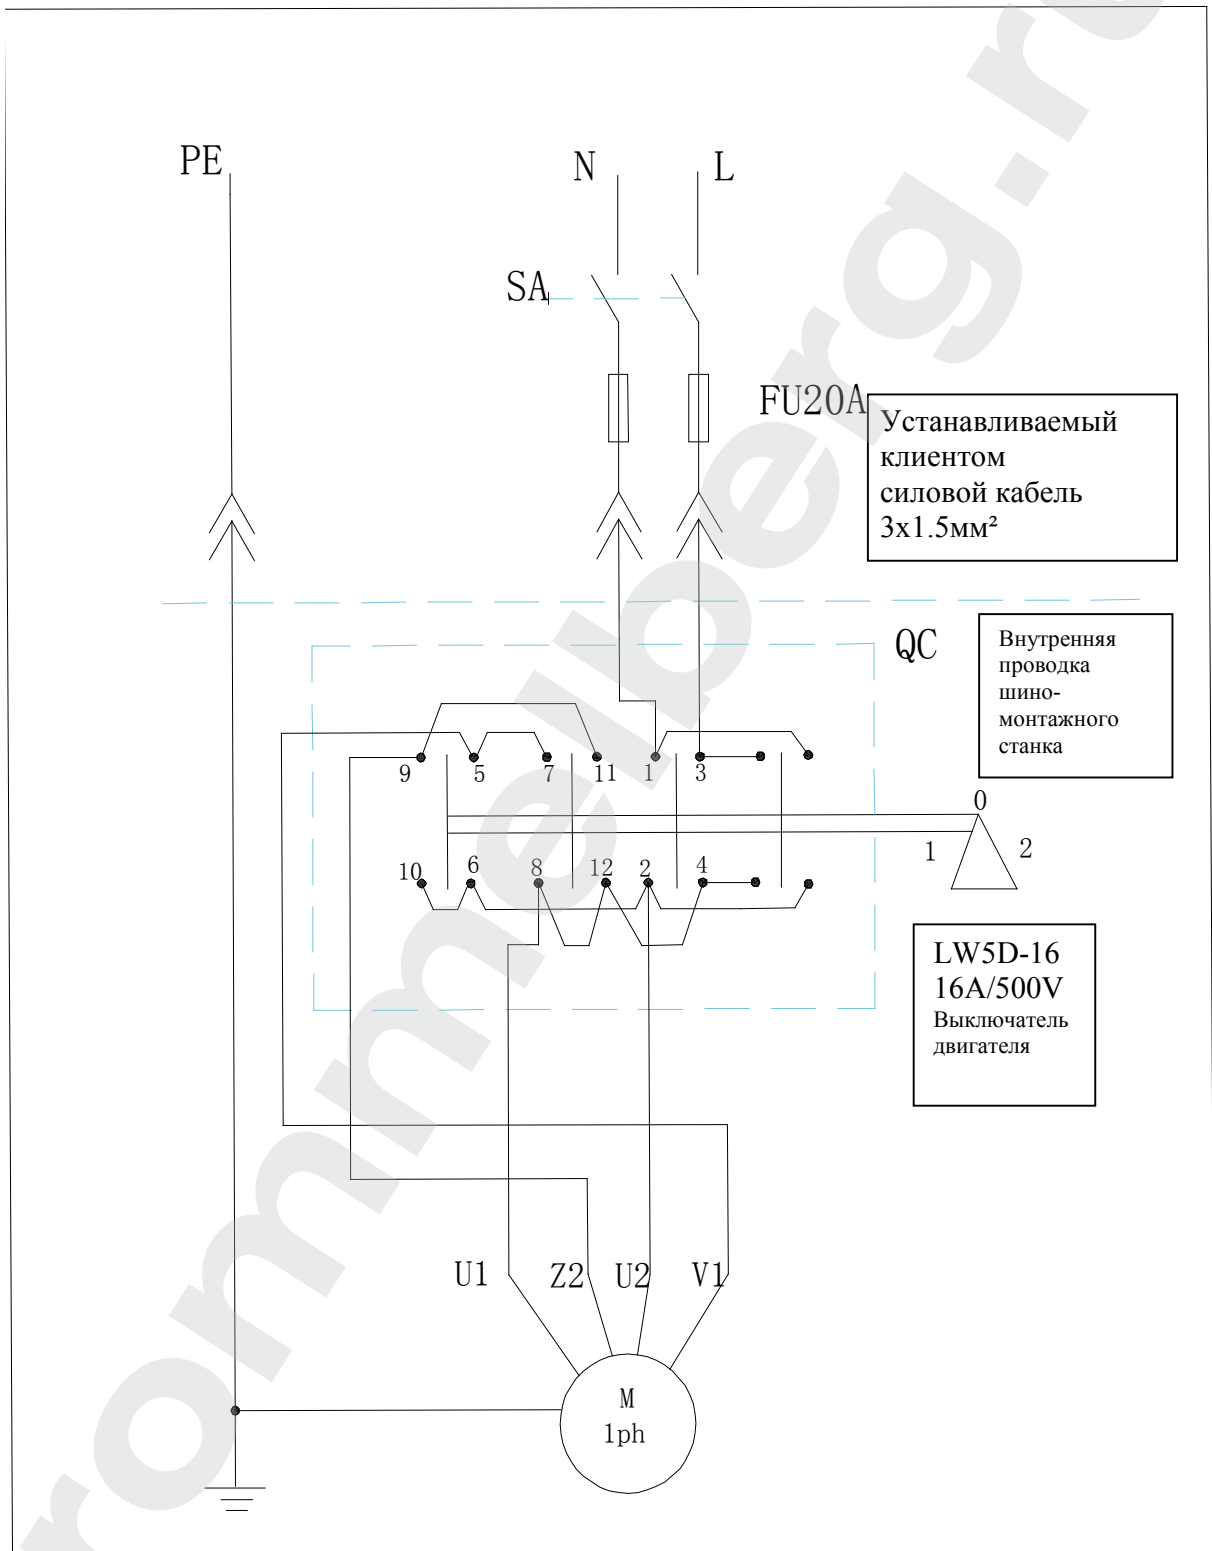 PE
N
L
SA
FU20A
Устанавливаемый
клиентом
силовой кабель
3x1.5мм²
QC
Внутренняя
проводка
шино-
монтажного
станка
9
5
7
11
1
3
0
1
2
10
6
8
12
2
4
LW5D-16
16A/500V
Выключатель
двигателя
U1
Z2
U2
V1
M
1ph
rommelberg.ru